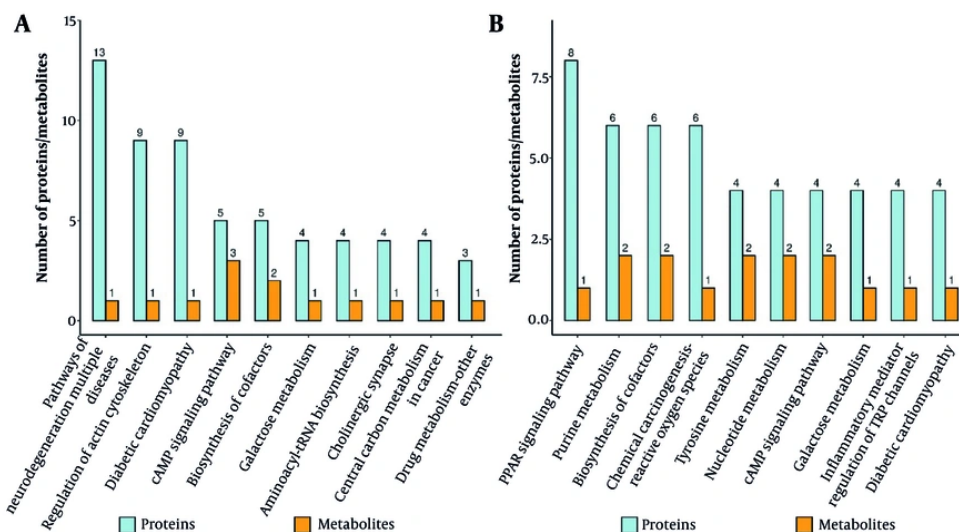 A
B
Number of proteins/metabolites
15
10
5
0
13
1
9
1
9
1
5
3
5
2
4
1
4
1
4
1
4
1
3
1
Pathways of
neurodegeneration multiple
diseases
Regulation of actin cytoskeleton
Diabetic cardiomyopathy
cAMP signaling pathway
Biosynthesis of cofactors
Galactose metabolism
Aminoacyl-tRNA biosynthesis
Cholinergic synapse
Central carbon metabolism
in cancer
Drug metabolism-other
enzymes
Proteins
Metabolites
Number of proteins/metabolites
7.5
5.0
2.5
0.0
8
1
6
2
6
2
6
1
4
2
4
2
4
2
4
1
4
1
4
1
PPAR signaling pathway
Purine metabolism
Biosynthesis of cofactors
Chemical carcinogenesis-
reactive oxygen species
Tyrosine metabolism
Nucleotide metabolism
cAMP signaling pathway
Galactose metabolism
Inflammatory mediator
regulation of TRP channels
Diabetic cardiomyopathy
Proteins
Metabolites